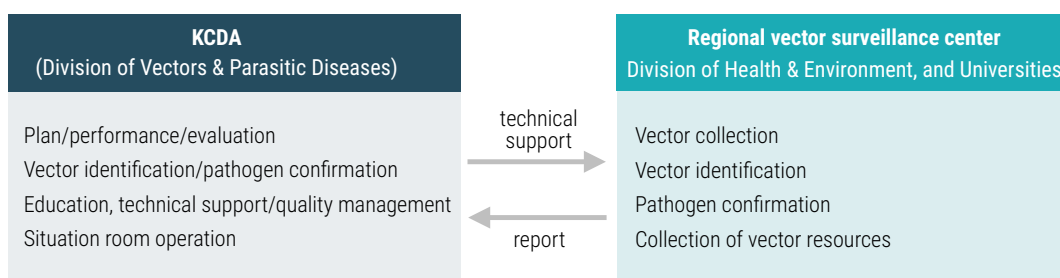 KCDA
(Division of Vectors & Parasitic Diseases)
Plan/performance/evaluation
Vector identification/pathogen confirmation
Education, technical support/quality management
Situation room operation
technical
support
report
Regional vector surveillance center
Division of Health & Environment, and Universities
Vector collection
Vector identification
Pathogen confirmation
Collection of vector resources